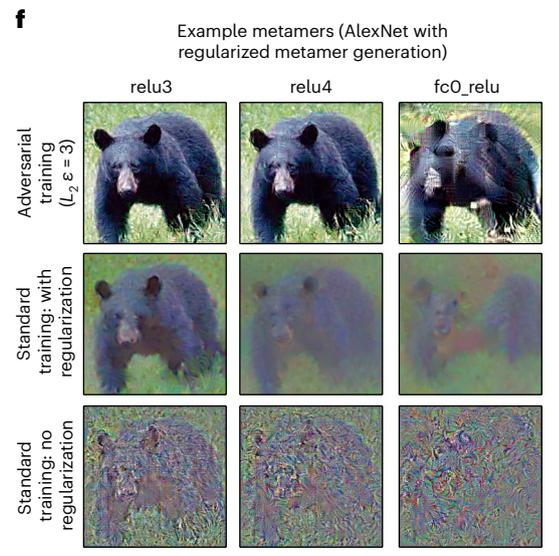 f
Example metamers (AlexNet with
regularized metamer generation)
relu3 relu4 fc0_relu
Adversarial
training
(L₂ ε = 3)
Standard
training: with
regularization
Standard
training: no
regularization